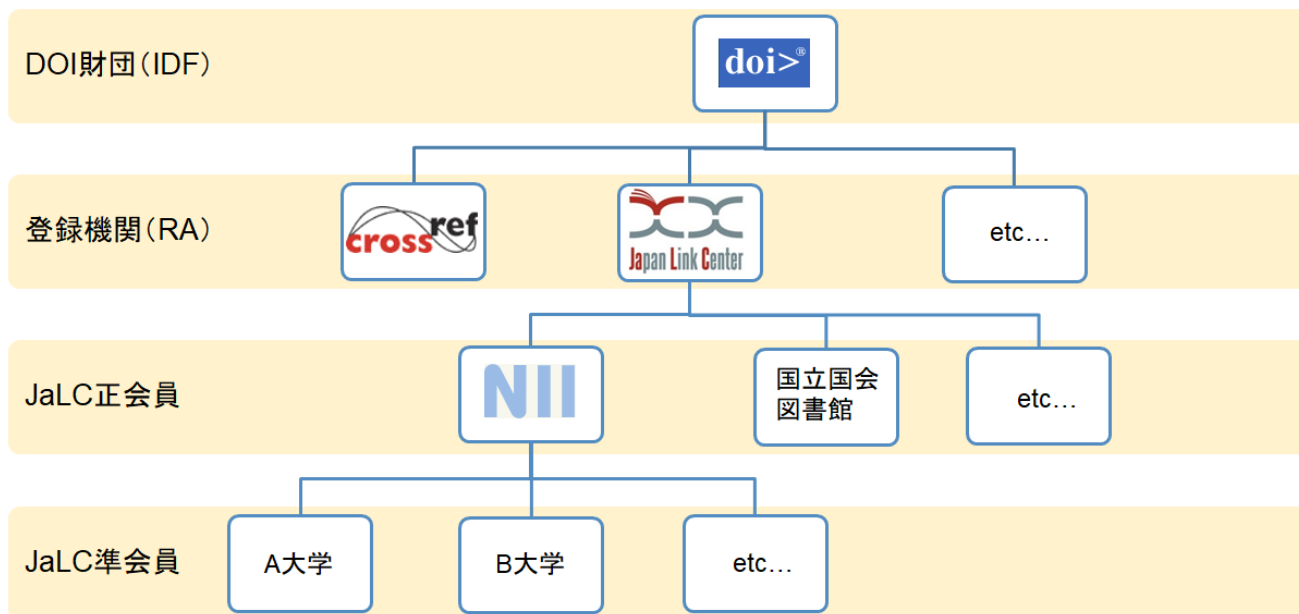 DOI財団（IDF）
doi>®
登録機関（RA）
crossref
Japan Link Center
etc…
JaLC正会員
NII
国立国会
図書館
etc…
JaLC準会員
A大学
B大学
etc…